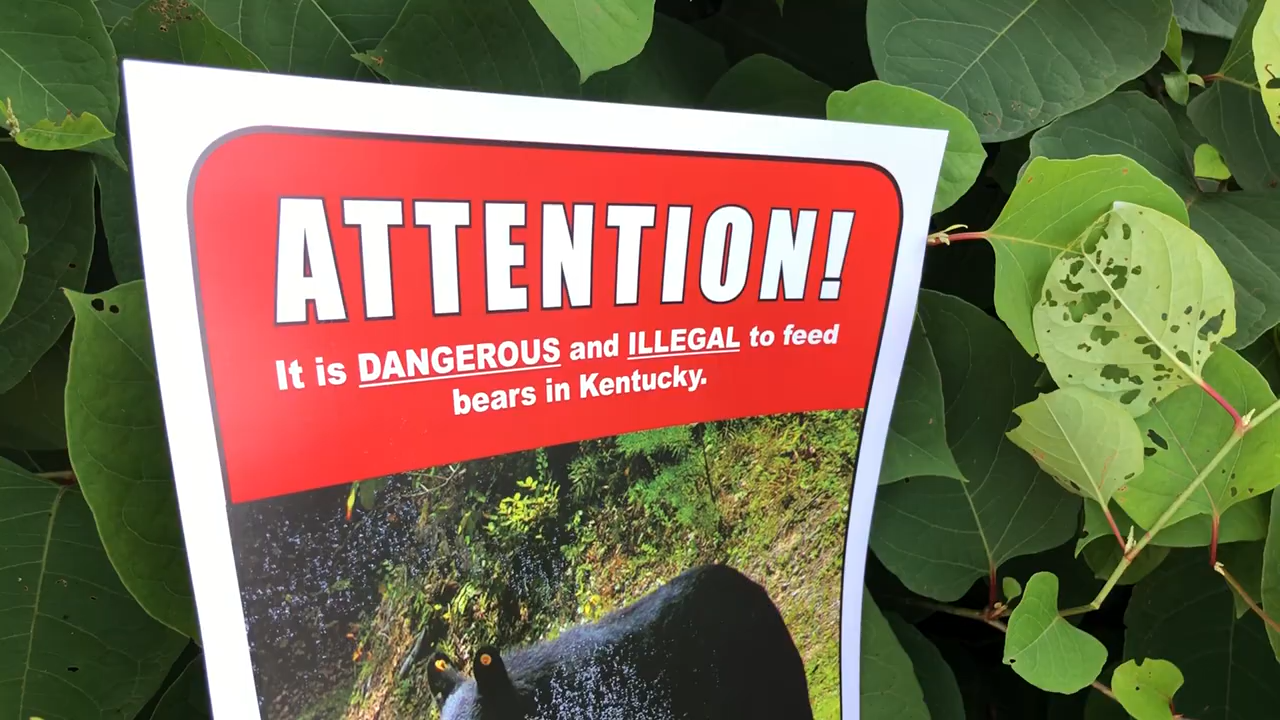 ATTENTION!
It is DANGEROUS and ILLEGAL to feed
bears in Kentucky.